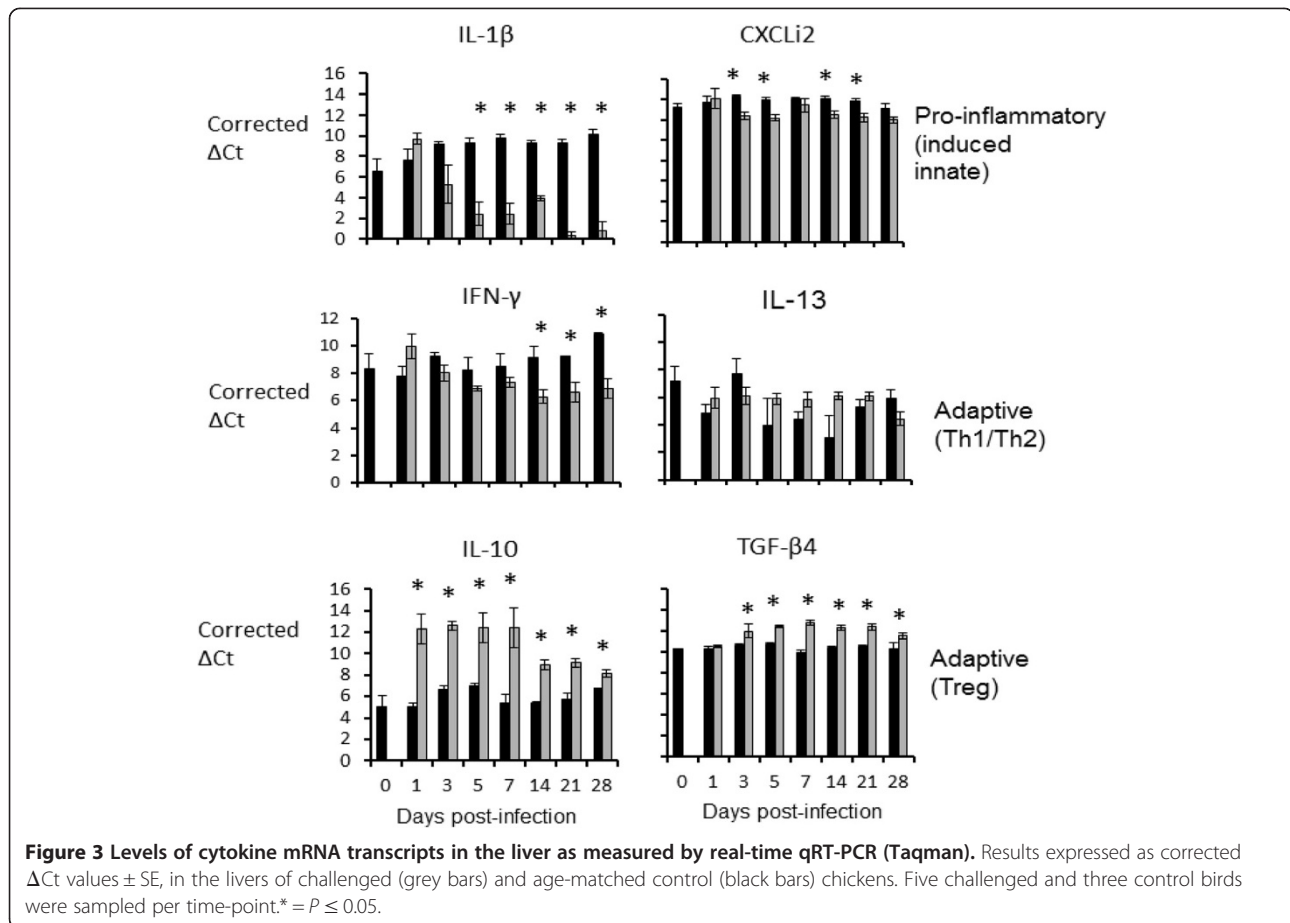 IL-1β
CXCLi2
Corrected
ΔCt
16
14
12
10
8
6
4
2
0
* * * * *
* * * *
Pro-inflammatory
(induced
innate)
IFN-γ
IL-13
Corrected
ΔCt
12
10
8
6
4
2
0
* * *
Adaptive
(Th1/Th2)
IL-10
TGF-β4
Corrected
ΔCt
16
14
12
10
8
6
4
2
0
* * * * * * *
* * * * * *
Adaptive
(Treg)
0 1 3 5 7 14 21 28
0 1 3 5 7 14 21 28
Days post-infection
Days post-infection
Figure 3 Levels of cytokine mRNA transcripts in the liver as measured by real-time qRT-PCR (Taqman). Results expressed as corrected
ΔCt values ± SE, in the livers of challenged (grey bars) and age-matched control (black bars) chickens. Five challenged and three control birds
were sampled per time-point.* = P ≤ 0.05.